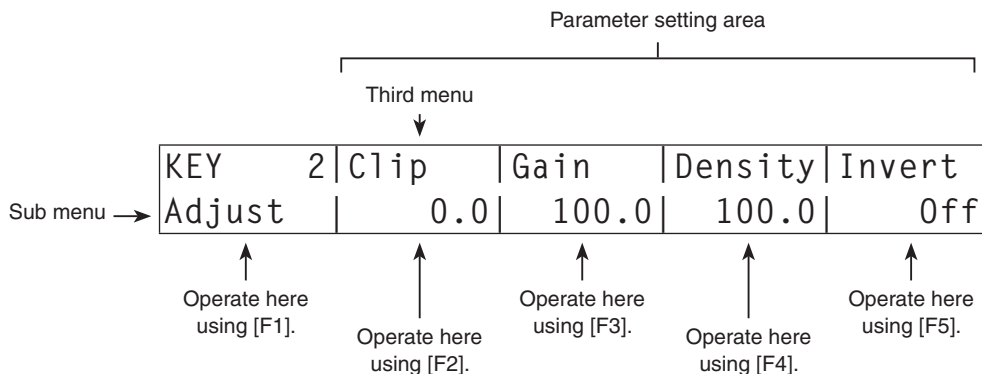 Parameter setting area
Third menu
KEY 2|Clip |Gain |Density|Invert
Sub menu
Adjust | 0.0| 100.0| 100.0| Off
Operate here
using [F1].
Operate here
using [F2].
Operate here
using [F3].
Operate here
using [F4].
Operate here
using [F5].